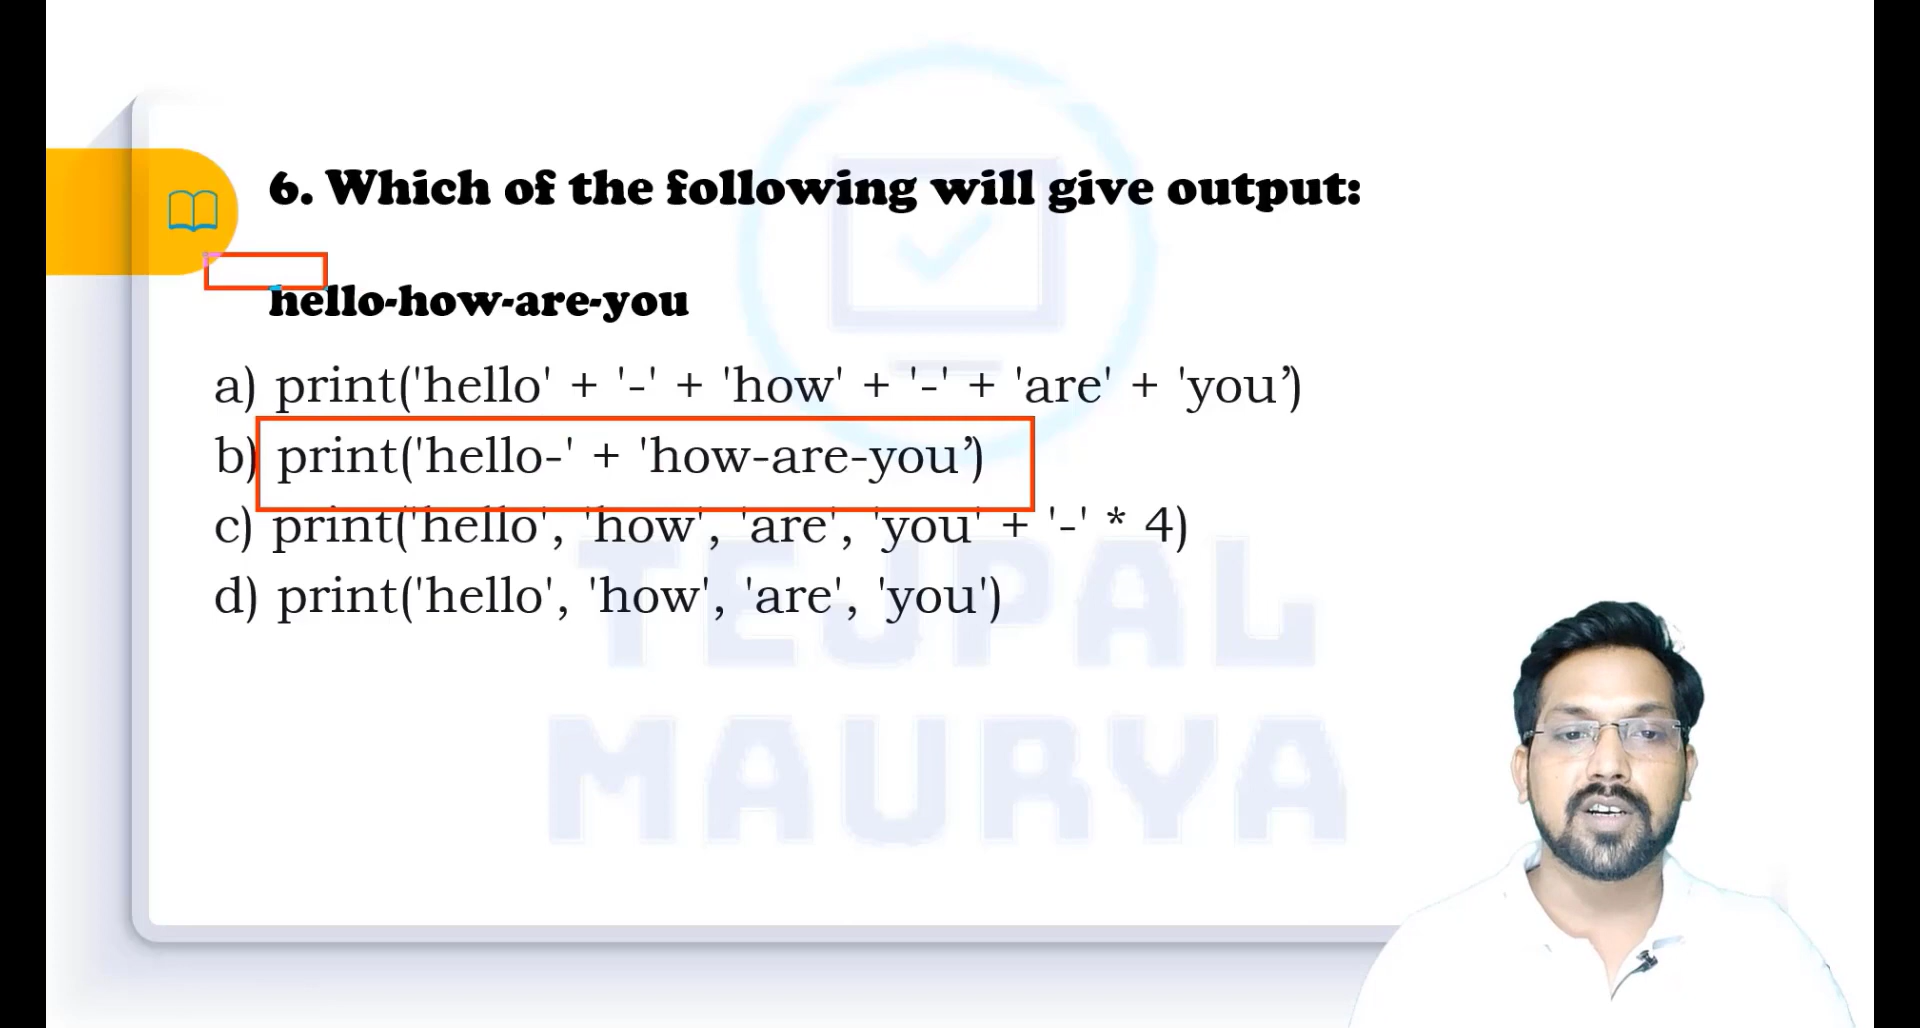 6. Which of the following will give output:
hello-how-are-you
a) print('hello' + '-' + 'how' + '-' + 'are' + 'you’)
b) print('hello-' + 'how-are-you’)
c) print('hello', 'how', 'are', 'you' + '-' * 4)
d) print('hello', 'how', 'are', 'you')
TEJPAL
MAURYA